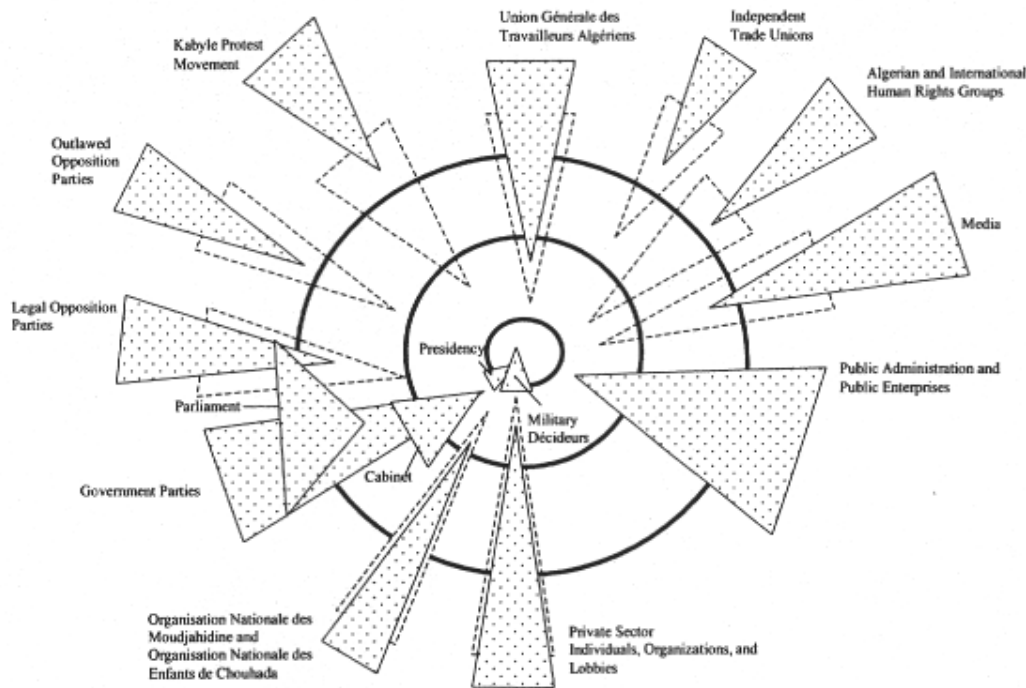 Union Générale des
Travailleurs Algériens
Independent
Trade Unions
Kabyle Protest
Movement
Algerian and International
Human Rights Groups
Outlawed
Opposition
Parties
Media
Legal Opposition
Parties
Presidency
Public Administration and
Public Enterprises
Parliament
Military
Décideurs
Cabinet
Government Parties
Organisation Nationale des
Moudjahidine and
Organisation Nationale des
Enfants de Chouhada
Private Sector
Individuals, Organizations, and
Lobbies